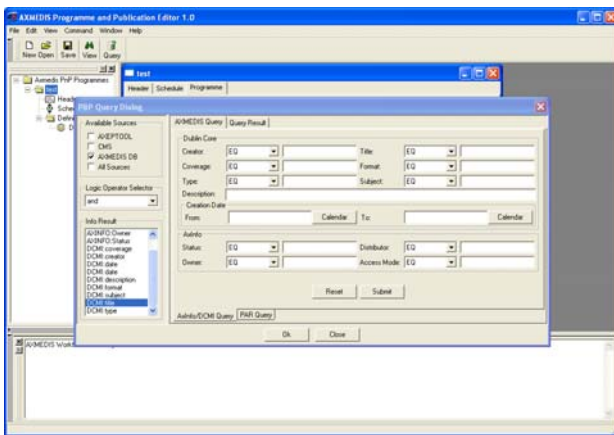 AXMEDIS Programme and Publication Editor 1.0
File Edit View Command Window Help
New Open Save View Query
Axmedis PnP Programmes
test
test
Header Schedule Programme
Query Dialog
Available Sources
AXEPTOOL
CMS
AXMEDIS DB
All Sources
Logic Operator Selector
and
Info Result
AXINFO:Owner
AXINFO:Status
DCMI:coverage
DCMI:creator
DCMI:date
DCMI:date
DCMI:description
DCMI:format
DCMI:subject
DCMI:title
DCMI:type
AXMEDIS Query Query Result
Dublin Core
Creator: EQ Title: EQ
Coverage: EQ Format: EQ
Type: EQ Subject: EQ
Description:
Creation Date
From: Calendar To: Calendar
AxInfo
Status: EQ Distributor: EQ
Owner: EQ Access Mode: EQ
Reset Submit
AxInfo/DCMI Query PAR Query
Ok Close
AXMEDIS